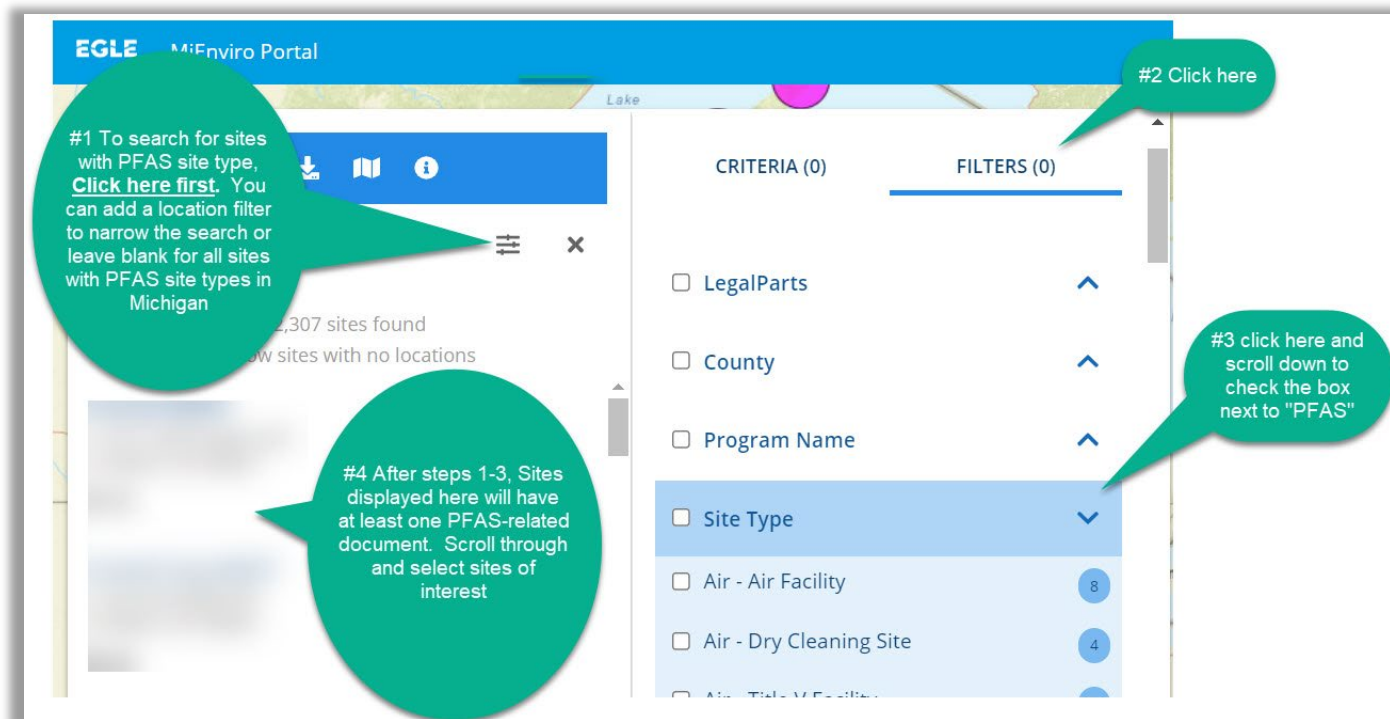 EGLE MiEnviro Portal
Lake
#2 Click here
#1 To search for sites
with PFAS site type,
Click here first. You
can add a location filter
to narrow the search or
leave blank for all sites
with PFAS site types in
Michigan
CRITERIA (0) FILTERS (0)
2,307 sites found
sites with no locations
LegalParts
County
Program Name
Site Type
Air - Air Facility 8
Air - Dry Cleaning Site 4
Air - Title V Facility
#3 click here and
scroll down to
check the box
next to "PFAS"
#4 After steps 1-3, Sites
displayed here will have
at least one PFAS-related
document. Scroll through
and select sites of
interest